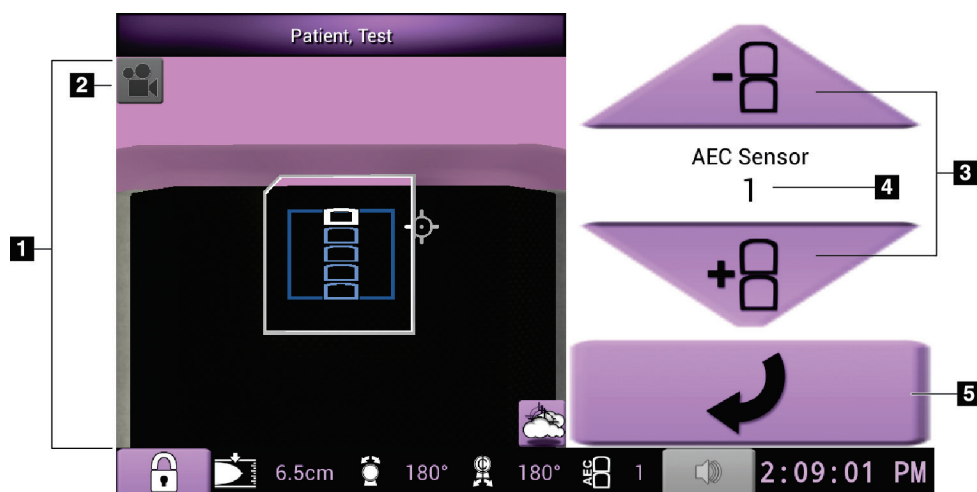 Patient, Test
1
2
AEC Sensor
1
3
4
5
6.5cm
180°
C
180°
AEC
1
2:09:01 PM